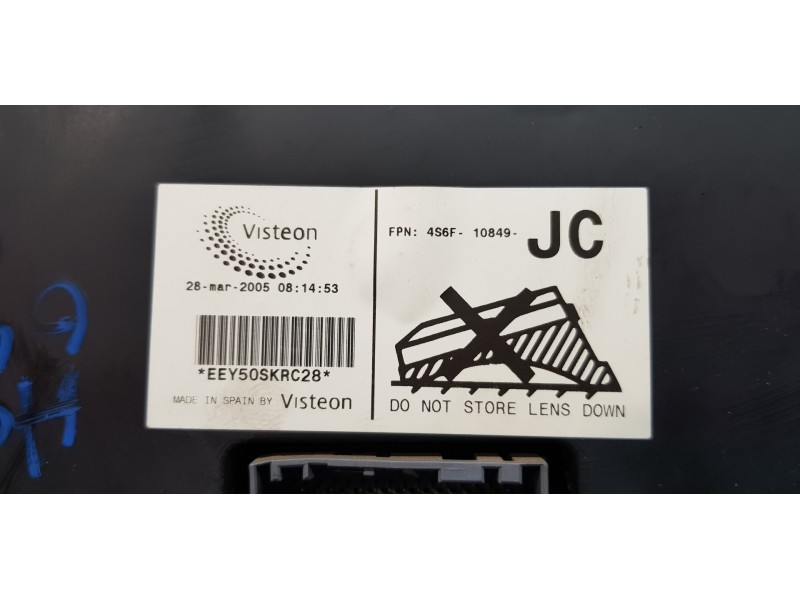 Visteon
28-mar-2005 08:14:53
*EEY50SKRC28*
MADE IN SPAIN BY Visteon
FPN: 4S6F- 10849- JC
DO NOT STORE LENS DOWN